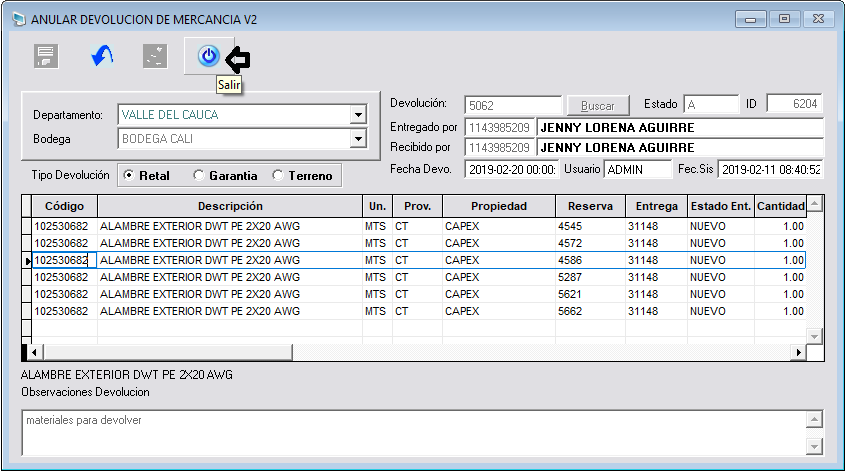 ANULAR DEVOLUCION DE MERCANCIA V2
Salir
Departamento: VALLE DEL CAUCA
Bodega BODEGA CALI
Devolución: 5062 Buscar Estado A ID 6204
Entregado por 1143985209 JENNY LORENA AGUIRRE
Recibido por 1143985209 JENNY LORENA AGUIRRE
Tipo Devolución Retal Garantia Terreno
Fecha Devo. 2019-02-20 00:00: Usuario ADMIN Fec.Sis 2019-02-11 08:40:52
Código Descripción Un. Prov. Propiedad Reserva Entrega Estado Ent. Cantidad
102530682 ALAMBRE EXTERIOR DWT PE 2X20 AWG MTS CT CAPEX 4545 31148 NUEVO 1.00
102530682 ALAMBRE EXTERIOR DWT PE 2X20 AWG MTS CT CAPEX 4572 31148 NUEVO 1.00
102530682 ALAMBRE EXTERIOR DWT PE 2X20 AWG MTS CT CAPEX 4586 31148 NUEVO 1.00
102530682 ALAMBRE EXTERIOR DWT PE 2X20 AWG MTS CT CAPEX 5287 31148 NUEVO 1.00
102530682 ALAMBRE EXTERIOR DWT PE 2X20 AWG MTS CT CAPEX 5621 31148 NUEVO 1.00
102530682 ALAMBRE EXTERIOR DWT PE 2X20 AWG MTS CT CAPEX 5662 31148 NUEVO 1.00
ALAMBRE EXTERIOR DWT PE 2X20 AWG
Observaciones Devolucion
materiales para devolver